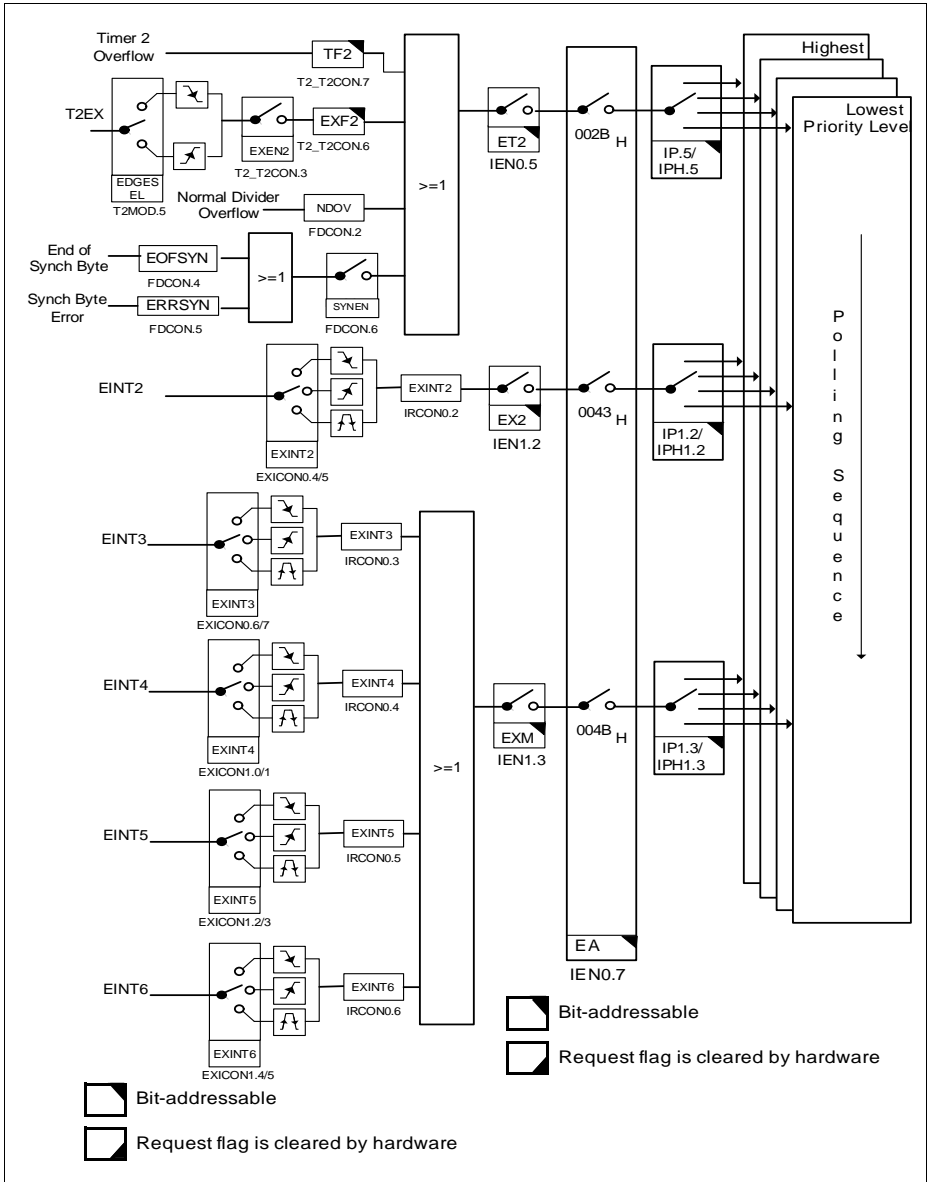 Timer 2
Overflow
TF2
T2_T2CON.7
T2EX
EDGES
EL
T2MOD.5
EXEN2
T2_T2CON.3
EXF2
T2_T2CON.6
Normal Divider
Overflow
NDOV
FDCON.2
End of
Synch Byte
EOFSYN
FDCON.4
Synch Byte
Error
ERRSYN
FDCON.5
>=1
SYNEN
FDCON.6
>=1
ET2
IEN0.5
002B H
IP.5/
IPH.5
Highest
Lowest
Priority Level
EINT2
EXINT2
EXICON0.4/5
EXINT2
IRCON0.2
EX2
IEN1.2
0043 H
IP1.2/
IPH1.2
Polling Sequence
EINT3
EXINT3
EXICON0.6/7
EXINT3
IRCON0.3
EINT4
EXINT4
EXICON1.0/1
EXINT4
IRCON0.4
EINT5
EXINT5
EXICON1.2/3
EXINT5
IRCON0.5
EINT6
EXINT6
EXICON1.4/5
EXINT6
IRCON0.6
>=1
EXM
IEN1.3
004B H
IP1.3/
IPH1.3
EA
IEN0.7
Bit-addressable
Request flag is cleared by hardware
Bit-addressable
Request flag is cleared by hardware